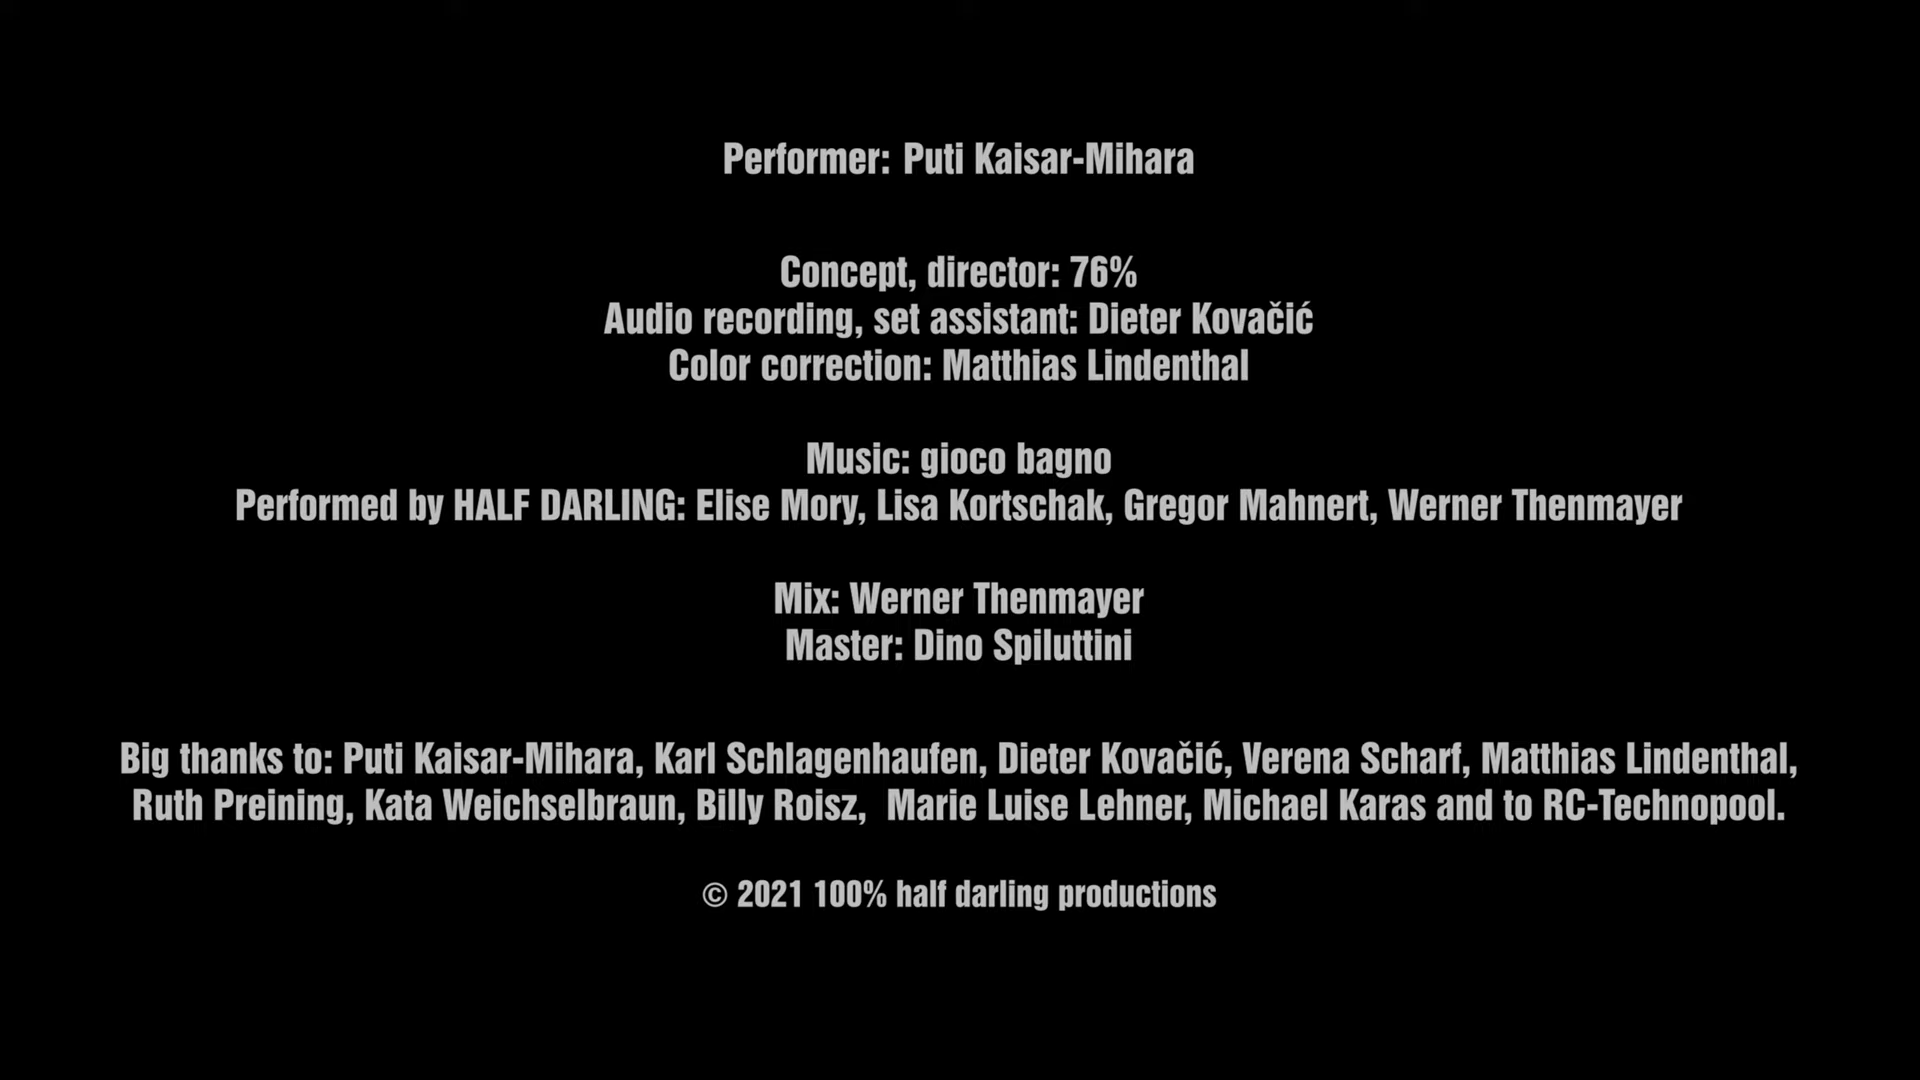 Performer: Puti Kaisar-Mihara
Concept, director: 76%
Audio recording, set assistant: Dieter Kovačić
Color correction: Matthias Lindenthal
Music: gioco bagno
Performed by HALF DARLING: Elise Mory, Lisa Kortschak, Gregor Mahnert, Werner Thenmayer
Mix: Werner Thenmayer
Master: Dino Spiluttini
Big thanks to: Puti Kaisar-Mihara, Karl Schlagenhaufen, Dieter Kovačić, Verena Scharf, Matthias Lindenthal,
Ruth Preining, Kata Weichselbraun, Billy Roisz,  Marie Luise Lehner, Michael Karas and to RC-Technopool.
© 2021 100% half darling productions